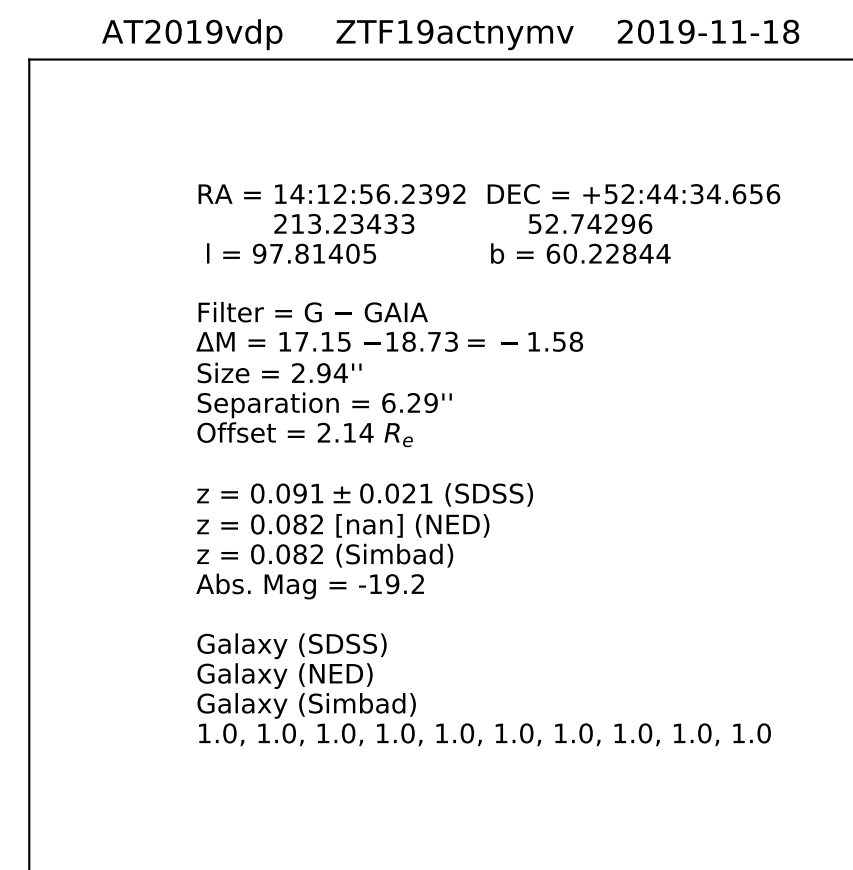 AT2019vdp ZTF19actnymv 2019-11-18
RA = 14:12:56.2392 DEC = +52:44:34.656
213.23433 52.74296
l = 97.81405 b = 60.22844
Filter = G − GAIA
ΔM = 17.15 −18.73 = − 1.58
Size = 2.94''
Separation = 6.29''
Offset = 2.14 Re
z = 0.091 ± 0.021 (SDSS)
z = 0.082 [nan] (NED)
z = 0.082 (Simbad)
Abs. Mag = -19.2
Galaxy (SDSS)
Galaxy (NED)
Galaxy (Simbad)
1.0, 1.0, 1.0, 1.0, 1.0, 1.0, 1.0, 1.0, 1.0, 1.0